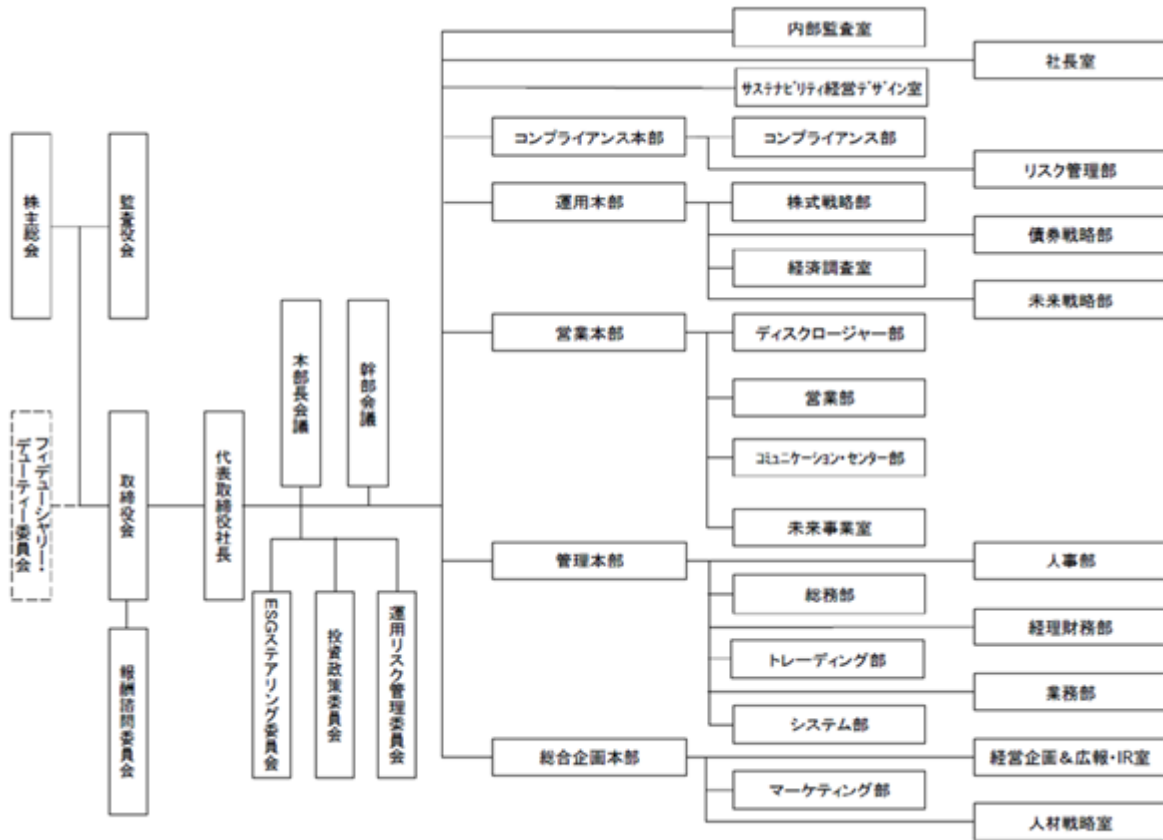 内部監査室
社長室
サステナビリティ経営デザイン室
コンプライアンス本部
コンプライアンス部
リスク管理部
運用本部
株式戦略部
債券戦略部
経済調査室
未来戦略部
営業本部
ディスクロージャー部
営業部
コミュニケーション・センター部
未来事業室
管理本部
人事部
総務部
経理財務部
トレーディング部
業務部
システム部
総合企画本部
経営企画&広報・IR室
マーケティング部
人材戦略室
株主総会
監査役会
フィデューシャリー・
デューティー委員会
取締役会
報酬諮問委員会
代表取締役社長
本部長会議
幹部会議
ESGステアリング委員会
投資政策委員会
運用リスク管理委員会